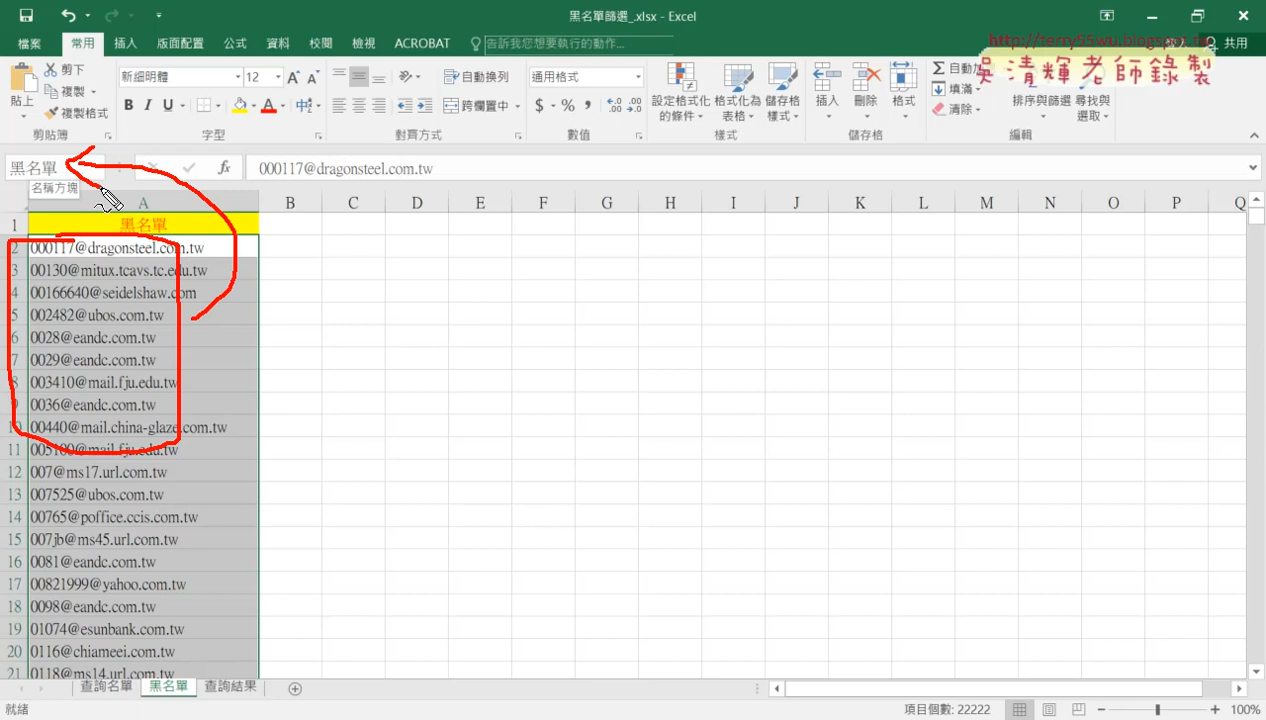 黑名單篩選_.xlsx - Excel
檔案 常用 插入 版面配置 公式 資料 校閱 檢視 ACROBAT 告訴我您想要執行的動作... 共用
http://terry55wu.blogspot.tw
吳清輝老師錄製
貼上 剪下 複製 複製格式
新細明體 12
B I U
自動換列
跨欄置中
通用格式
$ % ,
設定格式化的條件 格式化為表格 儲存格樣式
插入 刪除 格式
填滿 清除
排序與篩選 尋找與選取
剪貼簿 字型 對齊方式 數值 樣式 儲存格 編輯
黑名單 fx 000117@dragonsteel.com.tw
名稱方塊
A B C D E F G H I J K L M N O P Q
1 黑名單
2 000117@dragonsteel.com.tw
3 00130@mitux.tcavs.tc.edu.tw
4 00166640@seidelshaw.com
5 002482@ubos.com.tw
6 0028@eandc.com.tw
7 0029@eandc.com.tw
8 003410@mail.fju.edu.tw
9 0036@eandc.com.tw
10 00440@mail.china-glaze.com.tw
11 005100@mail.fju.edu.tw
12 007@ms17.url.com.tw
13 007525@ubos.com.tw
14 00765@poffice.ccis.com.tw
15 007jb@ms45.url.com.tw
16 0081@eandc.com.tw
17 00821999@yahoo.com.tw
18 0098@eandc.com.tw
19 01074@esunbank.com.tw
20 0116@chiameei.com.tw
21 0118@ms14.url.com.tw
查詢名單 黑名單 查詢結果
就緒 項目個數: 22222 100%